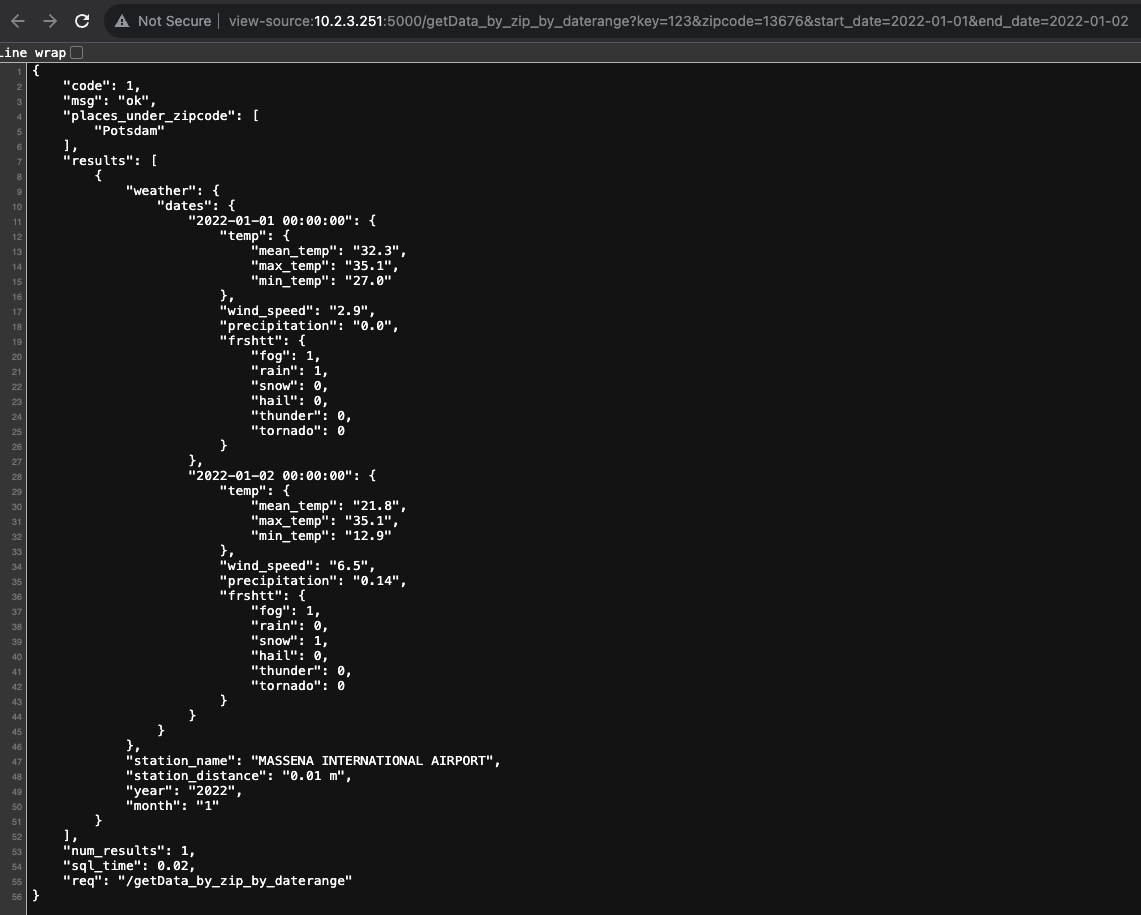 Not Secure | view-source:10.2.3.251:5000/getData_by_zip_by_daterange?key=123&zipcode=13676&start_date=2022-01-01&end_date=2022-01-02
Line wrap
1 {
2     "code": 1,
3     "msg": "ok",
4     "places_under_zipcode": [
5         "Potsdam"
6     ],
7     "results": [
8         {
9             "weather": {
10                 "dates": {
11                     "2022-01-01 00:00:00": {
12                         "temp": {
13                             "mean_temp": "32.3",
14                             "max_temp": "35.1",
15                             "min_temp": "27.0"
16                         },
17                         "wind_speed": "2.9",
18                         "precipitation": "0.0",
19                         "frshtt": {
20                             "fog": 1,
21                             "rain": 1,
22                             "snow": 0,
23                             "hail": 0,
24                             "thunder": 0,
25                             "tornado": 0
26                         }
27                     },
28                     "2022-01-02 00:00:00": {
29                         "temp": {
30                             "mean_temp": "21.8",
31                             "max_temp": "35.1",
32                             "min_temp": "12.9"
33                         },
34                         "wind_speed": "6.5",
35                         "precipitation": "0.14",
36                         "frshtt": {
37                             "fog": 1,
38                             "rain": 0,
39                             "snow": 1,
40                             "hail": 0,
41                             "thunder": 0,
42                             "tornado": 0
43                         }
44                     }
45                 }
46             },
47             "station_name": "MASSENA INTERNATIONAL AIRPORT",
48             "station_distance": "0.01 m",
49             "year": "2022",
50             "month": "1"
51         }
52     ],
53     "num_results": 1,
54     "sql_time": 0.02,
55     "req": "/getData_by_zip_by_daterange"
56 }